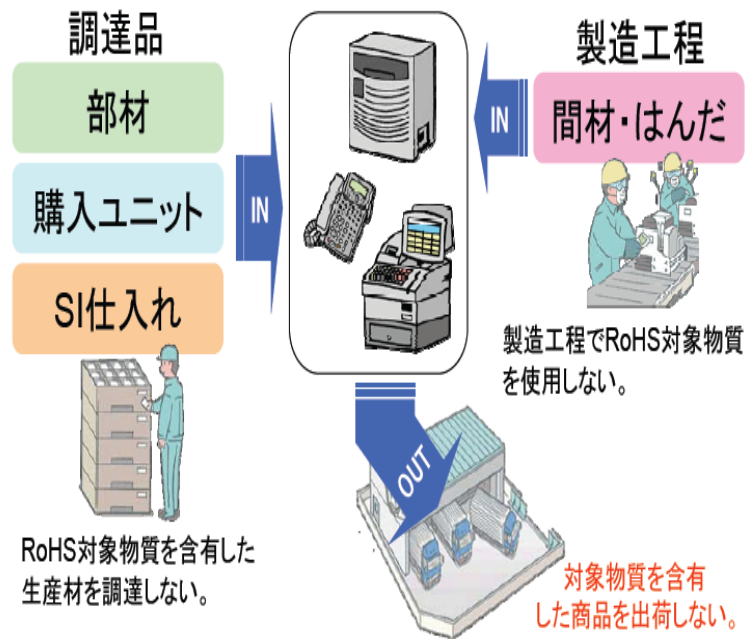 調達品
部材
購入ユニット
SI仕入れ
IN
RoHS対象物質を含有した
生産材を調達しない。
製造工程
間材・はんだ
IN
製造工程でRoHS対象物質
を使用しない。
OUT
対象物質を含有
した商品を出荷しない。